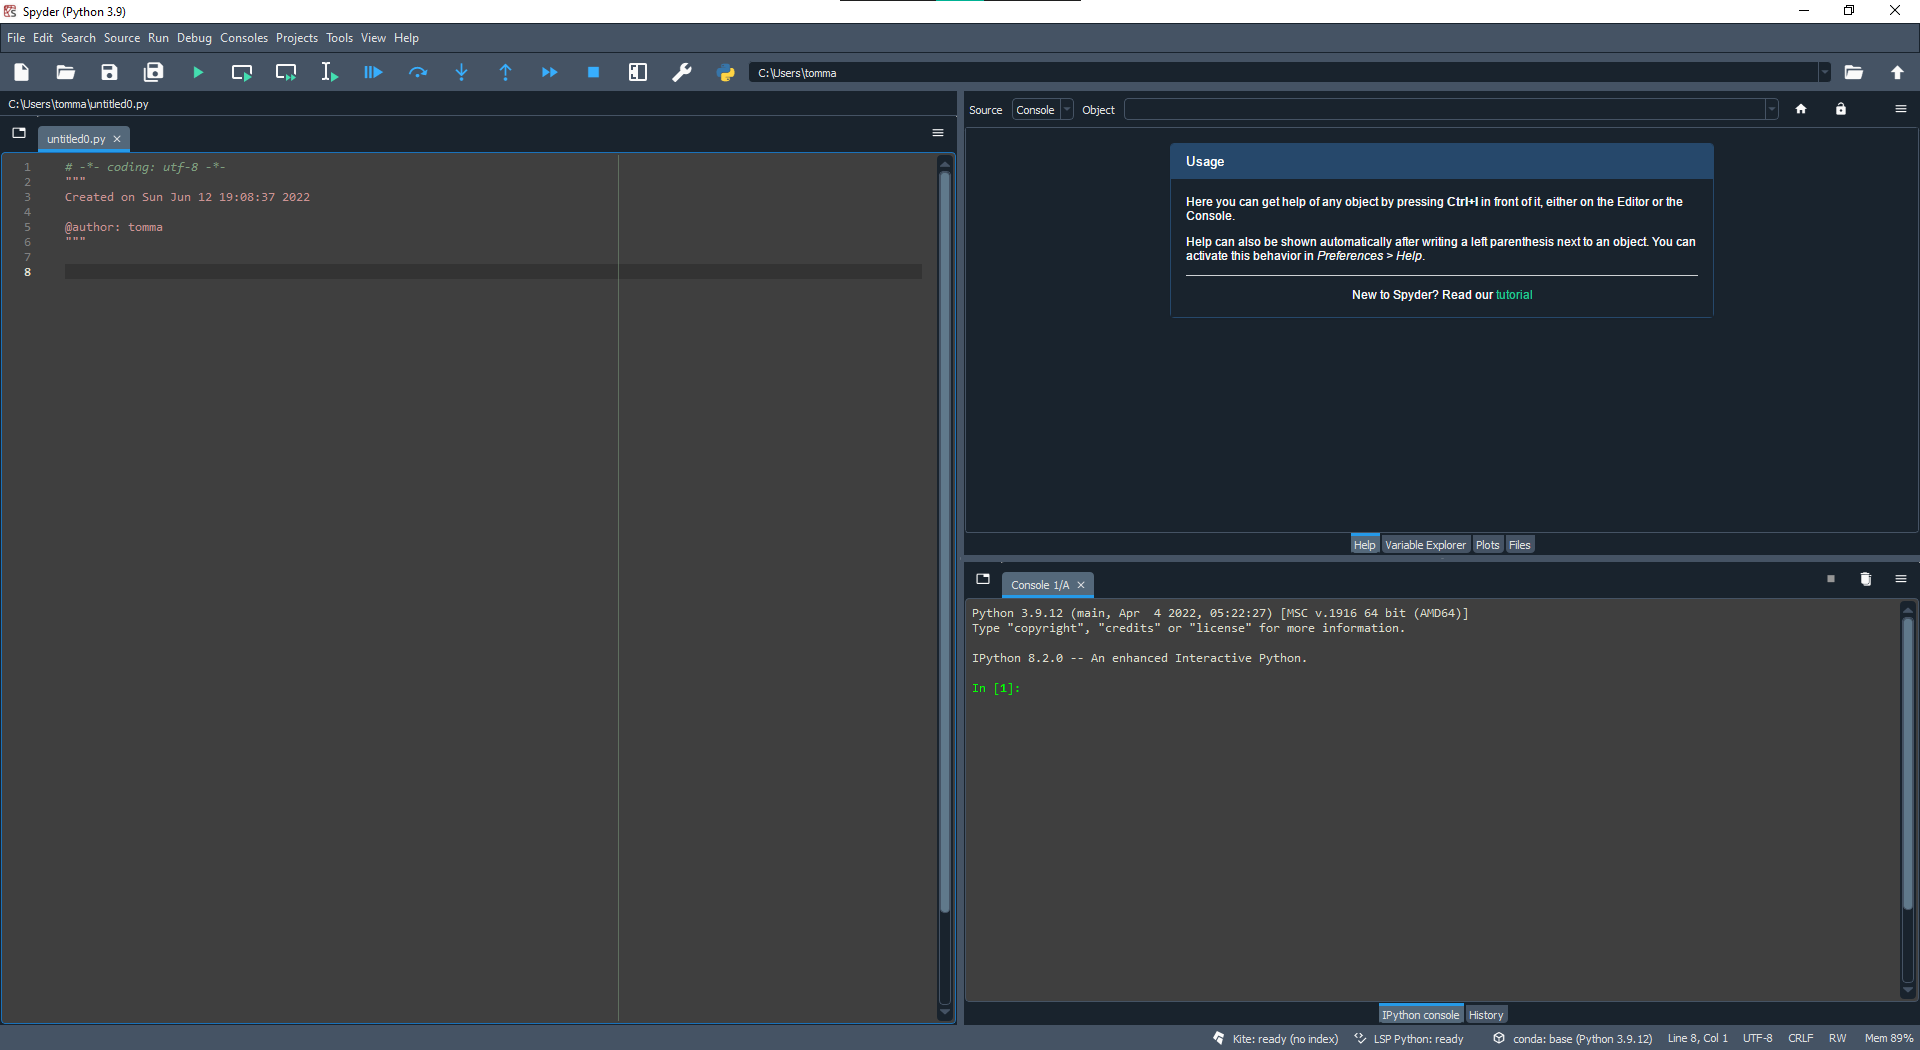 Spyder (Python 3.9)
File Edit Search Source Run Debug Consoles Projects Tools View Help
C:\Users\tomma
C:\Users\tomma\untitled0.py
untitled0.py
1 # -*- coding: utf-8 -*-
2 """
3 Created on Sun Jun 12 19:08:37 2022
4
5 @author: tomma
6 """
7
8
Source Console Object
Usage
Here you can get help of any object by pressing Ctrl+I in front of it, either on the Editor or the
Console.
Help can also be shown automatically after writing a left parenthesis next to an object. You can
activate this behavior in Preferences > Help.
New to Spyder? Read our tutorial
Help Variable Explorer Plots Files
Console 1/A
Python 3.9.12 (main, Apr  4 2022, 05:22:27) [MSC v.1916 64 bit (AMD64)]
Type "copyright", "credits" or "license" for more information.
IPython 8.2.0 -- An enhanced Interactive Python.
In [1]:
IPython console History
Kite: ready (no index) LSP Python: ready conda: base (Python 3.9.12) Line 8, Col 1 UTF-8 CRLF RW Mem 89%